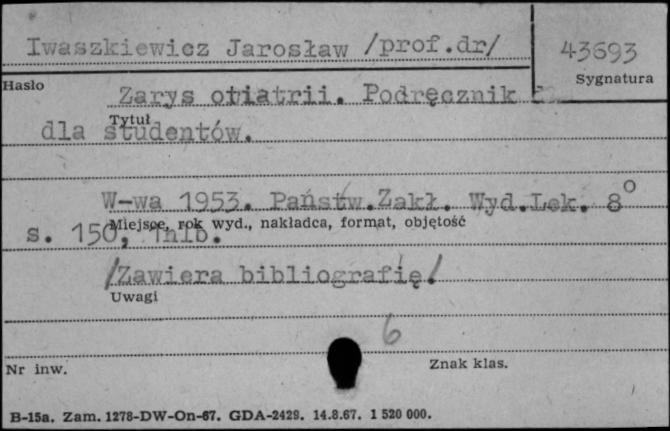 Iwaszkiewicz Jarosław /prof.dr/
43693
Hasło
Sygnatura
Zarys otiatrii. Podręcznik
Tytuł
dla studentów.
W-wa 1953. Państw.Zakł. Wyd.Lek. 8°
Miejsce, rok wyd., nakładca, format, objętość
s. 150,
/Zawiera bibliografię/
Uwagi
6
Nr inw.
Znak klas.
B-15a. Zam. 1278-DW-On-67. GDA-2429. 14.8.67. 1 520 000.